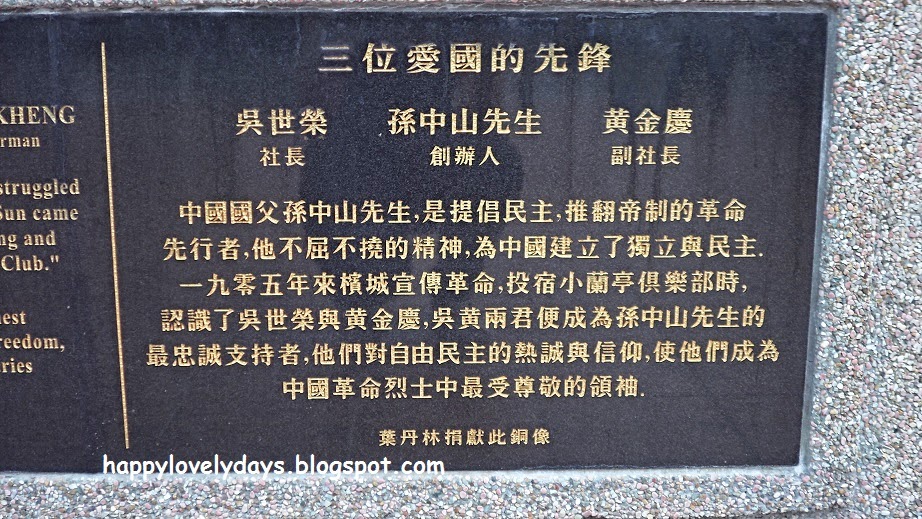 KHENG
rman
struggled
Sun came
ng and
Club."
nest
reedom,
ries
三位愛國的先鋒
吳世榮 孫中山先生 黃金慶
社長 創辦人 副社長
中國國父孫中山先生,是提倡民主,推翻帝制的革命
先行者,他不屈不撓的精神,為中國建立了獨立與民主.
一九零五年來檳城宣傳革命,投宿小蘭亭俱樂部時,
認識了吳世榮與黃金慶,吳黃兩君便成為孫中山先生的
最忠誠支持者,他們對自由民主的熱誠與信仰,使他們成為
中國革命烈士中最受尊敬的領袖.
葉丹林捐獻此銅像
happylovelydays.blogspot.com